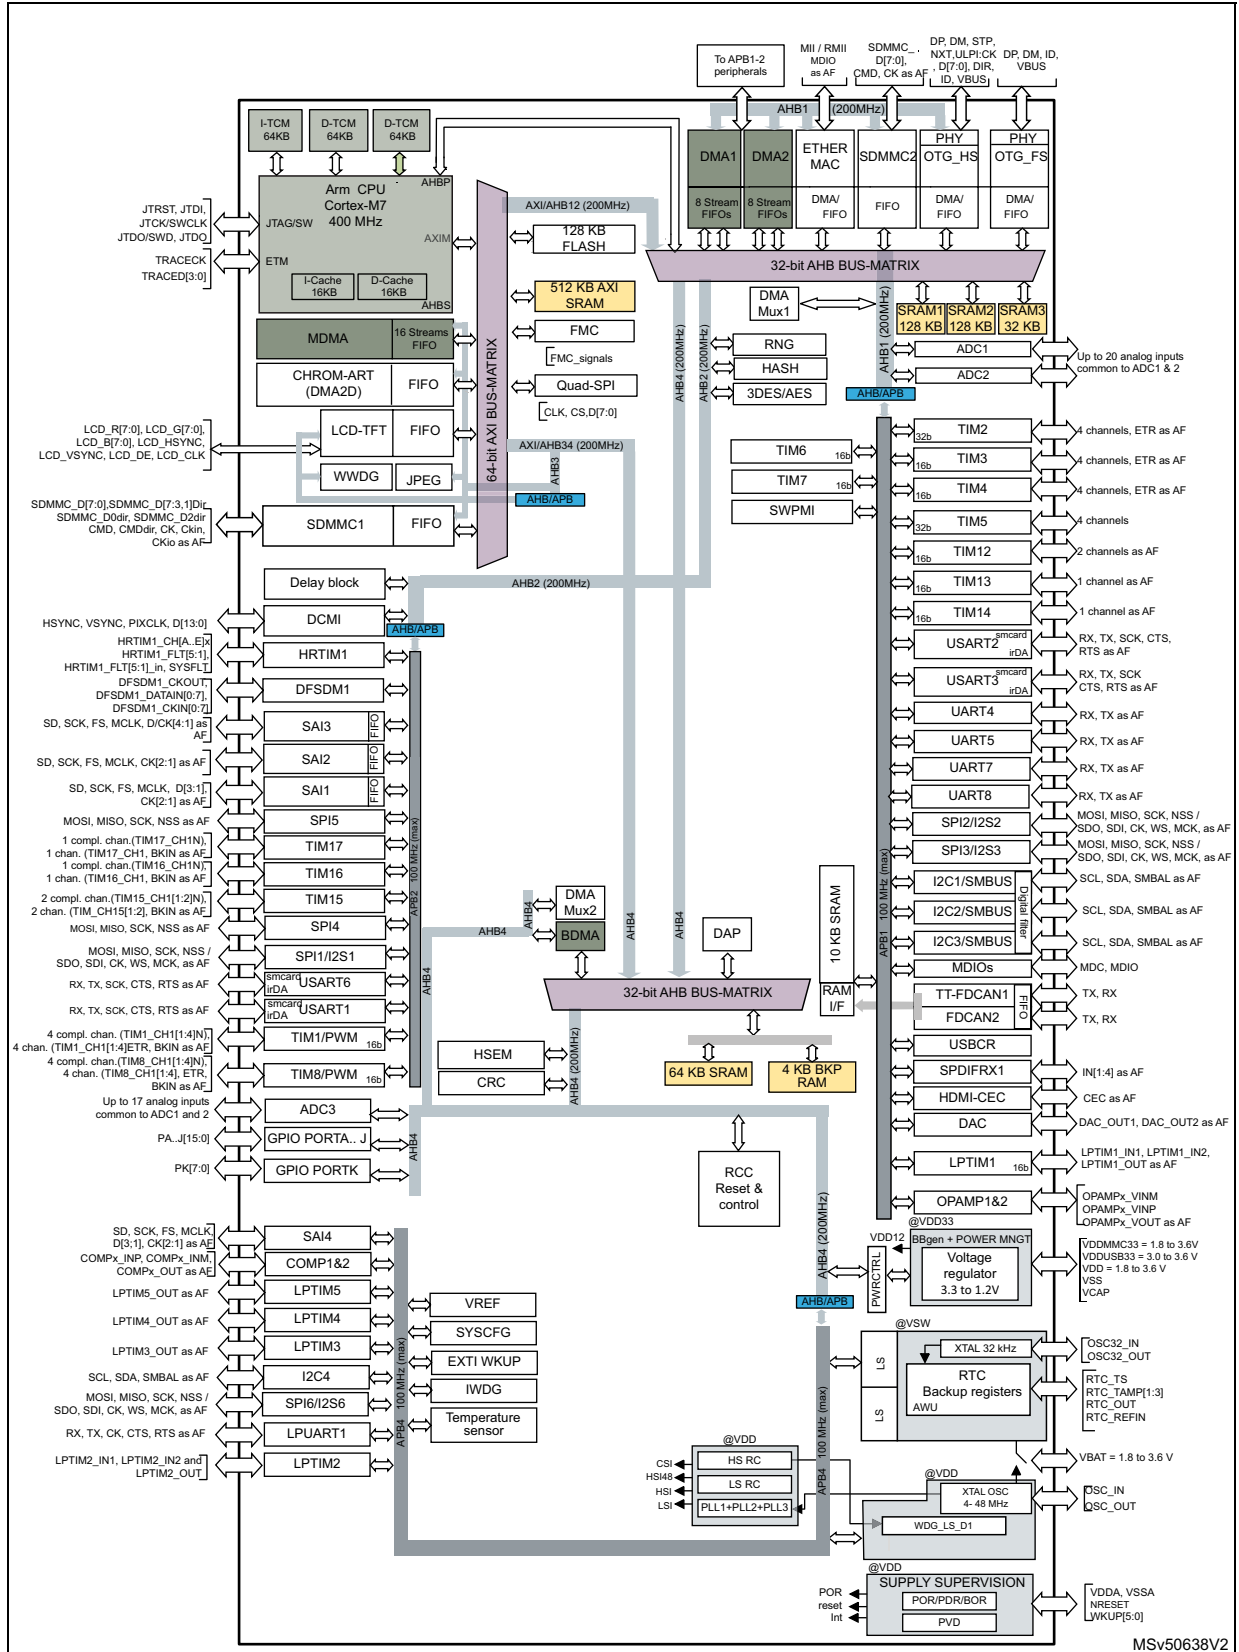 To APB1-2
peripherals
MII / RMII
MDIO
as AF
SDMMC_
D[7:0],
CMD, CK as AF
DP, DM, STP,
NXT,ULPI:CK
, D[7:0], DIR,
ID, VBUS
DP, DM, ID,
VBUS
AHB1 (200MHz)
I-TCM
64KB
D-TCM
64KB
D-TCM
64KB
AHBP
Arm CPU
Cortex-M7
400 MHz
JTAG/SW
AXIM
ETM
I-Cache
16KB
D-Cache
16KB
AHBS
JTRST, JTDI,
JTCK/SWCLK
JTDO/SWD, JTDO
TRACECK
TRACED[3:0]
DMA1
8 Stream
FIFOs
DMA2
8 Stream
FIFOs
ETHER
MAC
DMA/
FIFO
SDMMC2
FIFO
PHY
OTG_HS
DMA/
FIFO
PHY
OTG_FS
DMA/
FIFO
AXI/AHB12 (200MHz)
128 KB
FLASH
32-bit AHB BUS-MATRIX
512 KB AXI
SRAM
DMA
Mux1
SRAM1
128 KB
SRAM2
128 KB
SRAM3
32 KB
AHB1 (200MHz)
AHB4 (200MHz)
AHB2 (200MHz)
64-bit AXI BUS-MATRIX
MDMA
16 Streams
FIFO
FMC
FMC_signals
RNG
HASH
3DES/AES
ADC1
ADC2
Up to 20 analog inputs
common to ADC1 & 2
CHROM-ART
(DMA2D)
FIFO
Quad-SPI
CLK, CS,D[7:0]
AHB/APB
LCD_R[7:0], LCD_G[7:0],
LCD_B[7:0], LCD_HSYNC,
LCD_VSYNC, LCD_DE, LCD_CLK
LCD-TFT
FIFO
AXI/AHB34 (200MHz)
AHB3
WWDG
JPEG
AHB/APB
SDMMC_D[7:0],SDMMC_D[7:3,1]Dir
SDMMC_D0dir, SDMMC_D2dir
CMD, CMDdir, CK, Ckin,
CKio as AF
SDMMC1
FIFO
TIM6
16b
TIM7
16b
SWPMI
TIM2
32b
4 channels, ETR as AF
TIM3
16b
4 channels, ETR as AF
TIM4
16b
4 channels, ETR as AF
TIM5
32b
4 channels
TIM12
16b
2 channels as AF
TIM13
16b
1 channel as AF
TIM14
16b
1 channel as AF
USART2
smcard
irDA
RX, TX, SCK, CTS,
RTS as AF
USART3
smcard
irDA
RX, TX, SCK
CTS, RTS as AF
UART4
RX, TX as AF
UART5
RX, TX as AF
UART7
RX, TX as AF
UART8
RX, TX as AF
SPI2/I2S2
MOSI, MISO, SCK, NSS /
SDO, SDI, CK, WS, MCK, as AF
SPI3/I2S3
MOSI, MISO, SCK, NSS /
SDO, SDI, CK, WS, MCK, as AF
I2C1/SMBUS
SCL, SDA, SMBAL as AF
I2C2/SMBUS
SCL, SDA, SMBAL as AF
I2C3/SMBUS
SCL, SDA, SMBAL as AF
Digital filter
MDIOs
MDC, MDIO
TT-FDCAN1
TX, RX
FDCAN2
TX, RX
FIFO
USBCR
SPDIFRX1
IN[1:4] as AF
HDMI-CEC
CEC as AF
DAC
DAC_OUT1, DAC_OUT2 as AF
LPTIM1
16b
LPTIM1_IN1, LPTIM1_IN2,
LPTIM1_OUT as AF
OPAMP1&2
OPAMPx_VINM
OPAMPx_VINP
OPAMPx_VOUT as AF
APB1 100 MHz (max)
10 KB SRAM
RAM
I/F
Delay block
AHB2 (200MHz)
HSYNC, VSYNC, PIXCLK, D[13:0]
DCMI
AHB/APB
HRTIM1_CH[A..E]x
HRTIM1_FLT[5:1],
HRTIM1_FLT[5:1]_in, SYSFLT
HRTIM1
DFSDM1_CKOUT,
DFSDM1_DATAIN[0:7],
DFSDM1_CKIN[0:7]
DFSDM1
SD, SCK, FS, MCLK, D/CK[4:1] as
AF
SAI3
FIFO
SD, SCK, FS, MCLK, CK[2:1] as AF
SAI2
FIFO
SD, SCK, FS, MCLK, D[3:1],
CK[2:1] as AF
SAI1
FIFO
MOSI, MISO, SCK, NSS as AF
SPI5
1 compl. chan.(TIM17_CH1N),
1 chan. (TIM17_CH1, BKIN as AF
TIM17
1 compl. chan.(TIM16_CH1N),
1 chan. (TIM16_CH1, BKIN as AF
TIM16
2 compl. chan.(TIM15_CH1[1:2]N),
2 chan. (TIM_CH15[1:2], BKIN as AF
TIM15
MOSI, MISO, SCK, NSS as AF
SPI4
MOSI, MISO, SCK, NSS /
SDO, SDI, CK, WS, MCK, as AF
SPI1/I2S1
RX, TX, SCK, CTS, RTS as AF
smcard
irDA
USART6
RX, TX, SCK, CTS, RTS as AF
smcard
irDA
USART1
4 compl. chan. (TIM1_CH1[1:4]N),
4 chan. (TIM1_CH1[1:4]ETR, BKIN as AF
TIM1/PWM
16b
4 compl. chan.(TIM8_CH1[1:4]N),
4 chan. (TIM8_CH1[1:4], ETR,
BKIN as AF
TIM8/PWM
16b
APB2 100 MHz (max)
Up to 17 analog inputs
common to ADC1 and 2
ADC3
PA..J[15:0]
GPIO PORTA.. J
PK[7:0]
GPIO PORTK
AHB4
AHB4
AHB4
AHB4
AHB4
AHB4
DMA
Mux2
BDMA
DAP
32-bit AHB BUS-MATRIX
HSEM
CRC
AHB4 (200MHz)
64 KB SRAM
4 KB BKP
RAM
RCC
Reset &
control
AHB4 (200MHz)
AHB/APB
@VDD33
VDD12
BBgen + POWER MNGT
PWRCTRL
Voltage
regulator
3.3 to 1.2V
VDDMMC33 = 1.8 to 3.6V
VDDUSB33 = 3.0 to 3.6 V
VDD = 1.8 to 3.6 V
VSS
VCAP
SD, SCK, FS, MCLK,
D[3;1], CK[2:1] as AF
SAI4
COMPx_INP, COMPx_INM,
COMPx_OUT as AF
COMP1&2
LPTIM5_OUT as AF
LPTIM5
LPTIM4_OUT as AF
LPTIM4
LPTIM3_OUT as AF
LPTIM3
SCL, SDA, SMBAL as AF
I2C4
MOSI, MISO, SCK, NSS /
SDO, SDI, CK, WS, MCK, as AF
SPI6/I2S6
RX, TX, CK, CTS, RTS as AF
LPUART1
LPTIM2_IN1, LPTIM2_IN2 and
LPTIM2_OUT
LPTIM2
APB4 100 MHz (max)
VREF
SYSCFG
EXTI WKUP
IWDG
Temperature
sensor
APB4 100 MHz (max)
@VSW
LS
LS
XTAL 32 kHz
RTC
Backup registers
AWU
OSC32_IN
OSC32_OUT
RTC_TS
RTC_TAMP[1:3]
RTC_OUT
RTC_REFIN
VBAT = 1.8 to 3.6 V
@VDD
CSI
HSI48
HSI
LSI
HS RC
LS RC
PLL1+PLL2+PLL3
@VDD
XTAL OSC
4- 48 MHz
WDG_LS_D1
OSC_IN
OSC_OUT
@VDD
SUPPLY SUPERVISION
POR
reset
Int
POR/PDR/BOR
PVD
VDDA, VSSA
NRESET
WKUP[5:0]
MSv50638V2